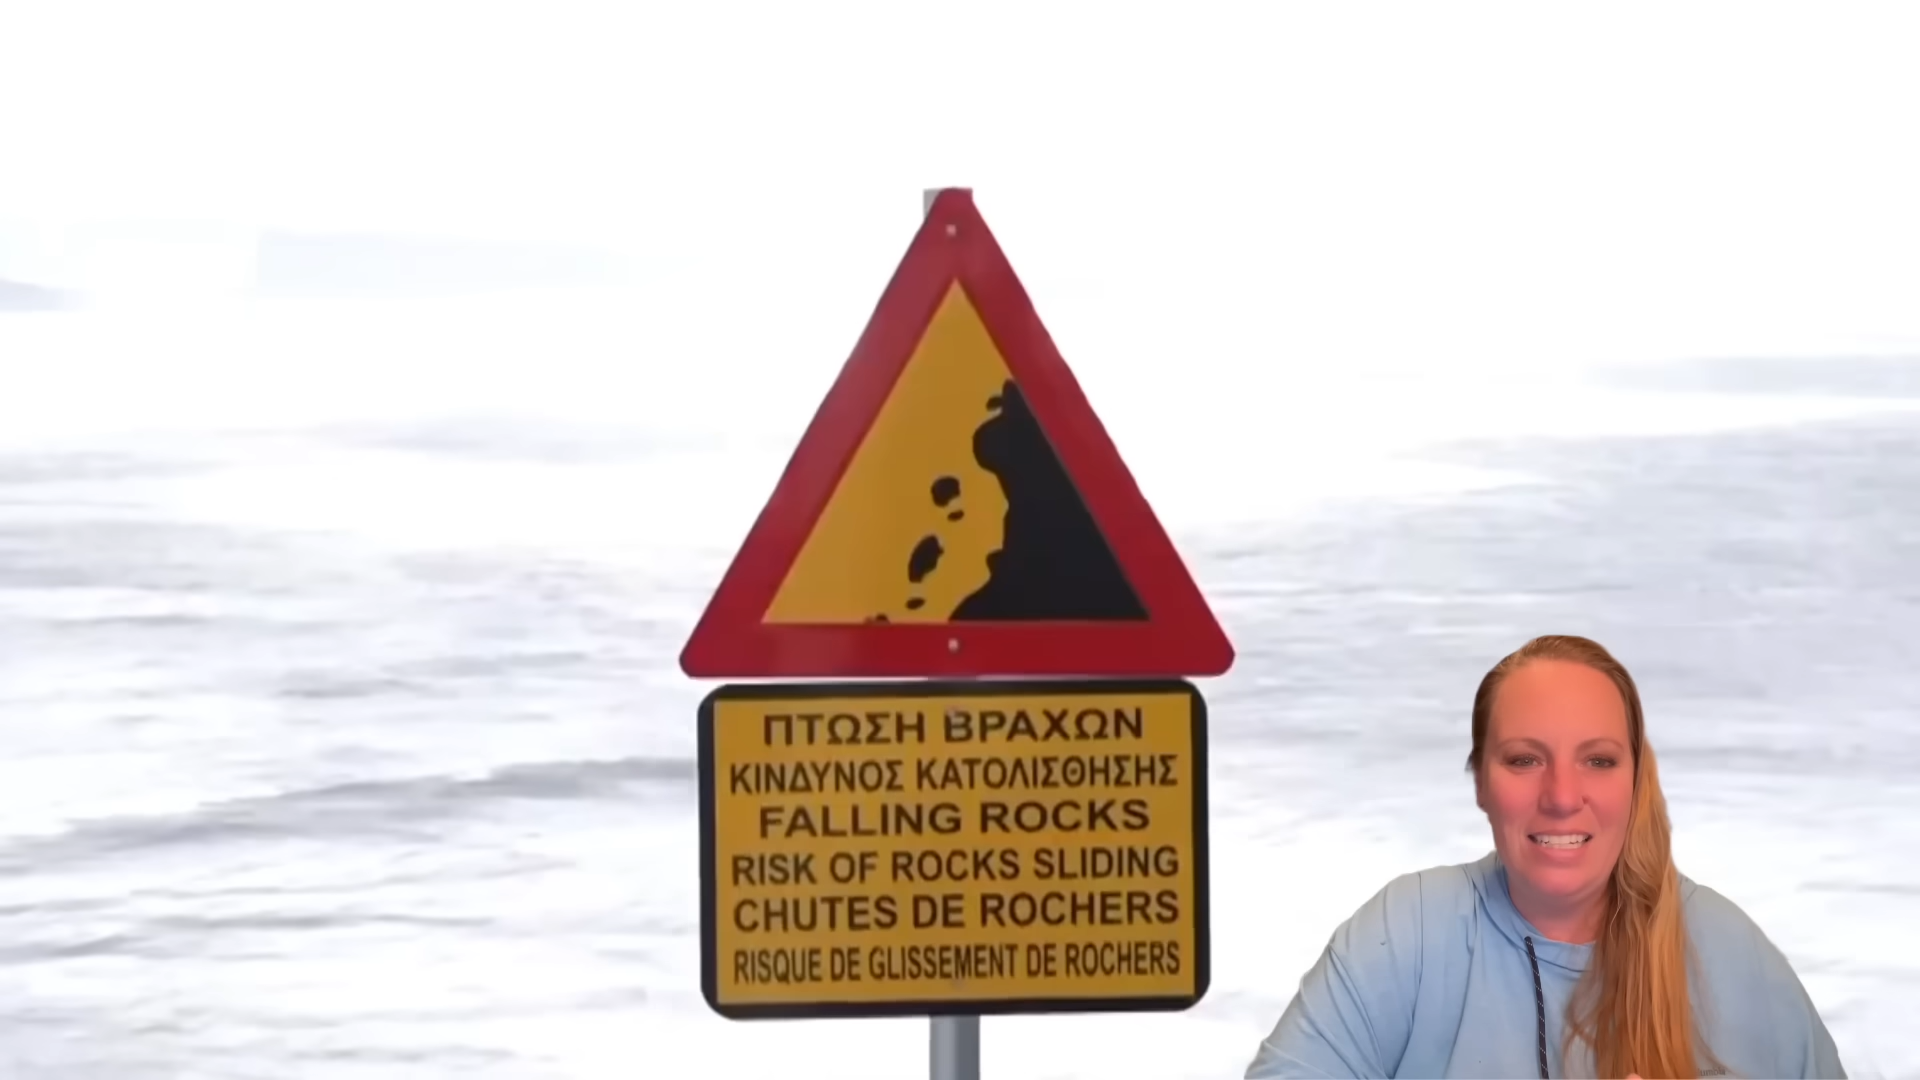 ΠΤΩΣΗ ΒΡΑΧΩΝ
ΚΙΝΔΥΝΟΣ ΚΑΤΟΛΙΣΘΗΣΗΣ
FALLING ROCKS
RISK OF ROCKS SLIDING
CHUTES DE ROCHERS
RISQUE DE GLISSEMENT DE ROCHERS